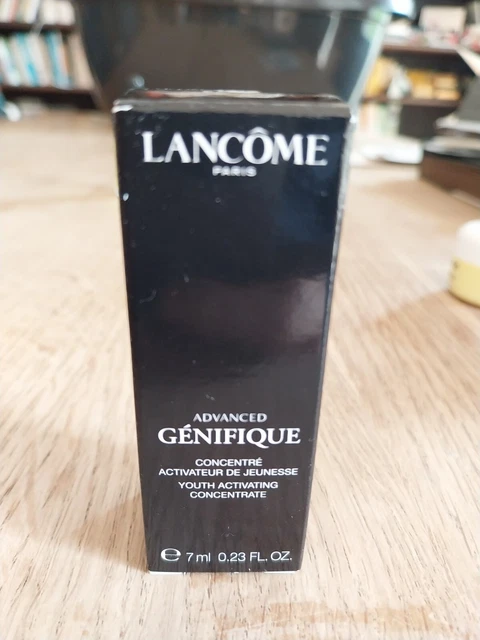 LANCÔME
PARIS
ADVANCED
GÉNIFIQUE
CONCENTRÉ
ACTIVATEUR DE JEUNESSE
YOUTH ACTIVATING
CONCENTRATE
℮ 7 ml 0.23 FL. OZ.